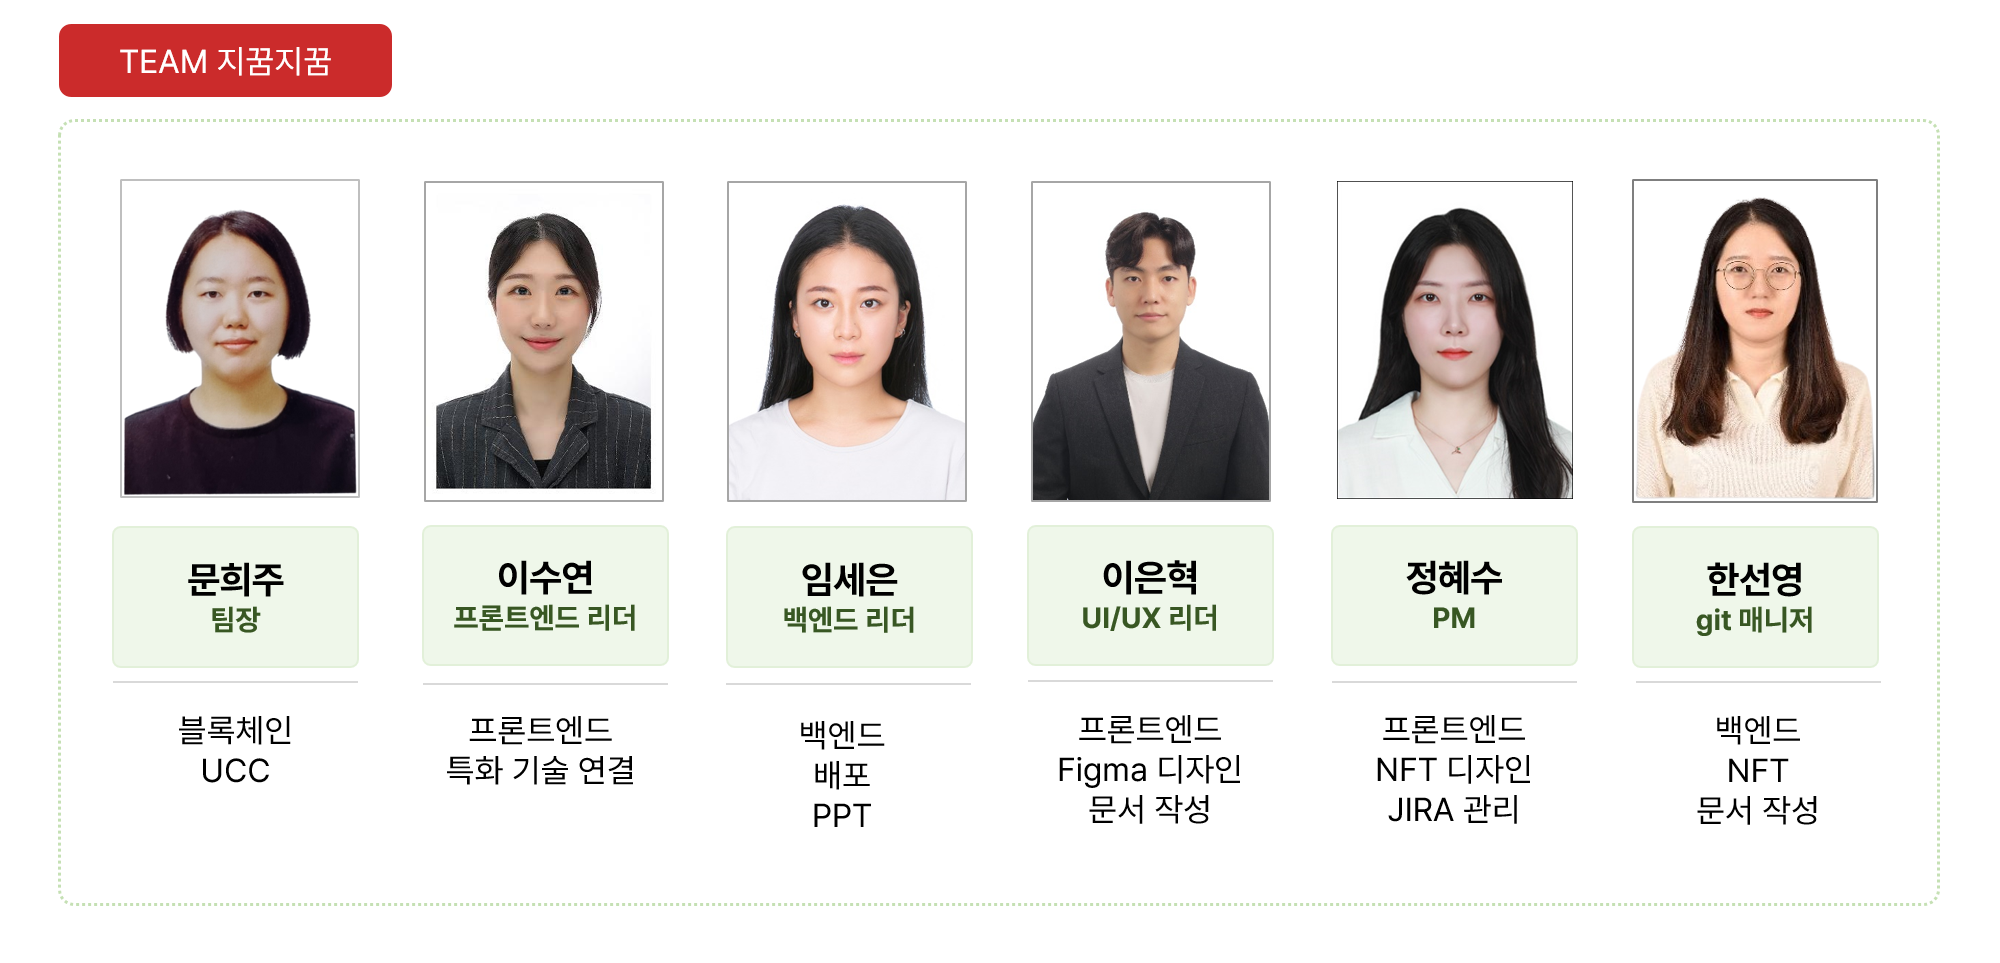 TEAM 지꿈지꿈
문희주
팀장
블록체인
UCC
이수연
프론트엔드 리더
프론트엔드
특화 기술 연결
임세은
백엔드 리더
백엔드
배포
PPT
이은혁
UI/UX 리더
프론트엔드
Figma 디자인
문서 작성
정혜수
PM
프론트엔드
NFT 디자인
JIRA 관리
한선영
git 매니저
백엔드
NFT
문서 작성